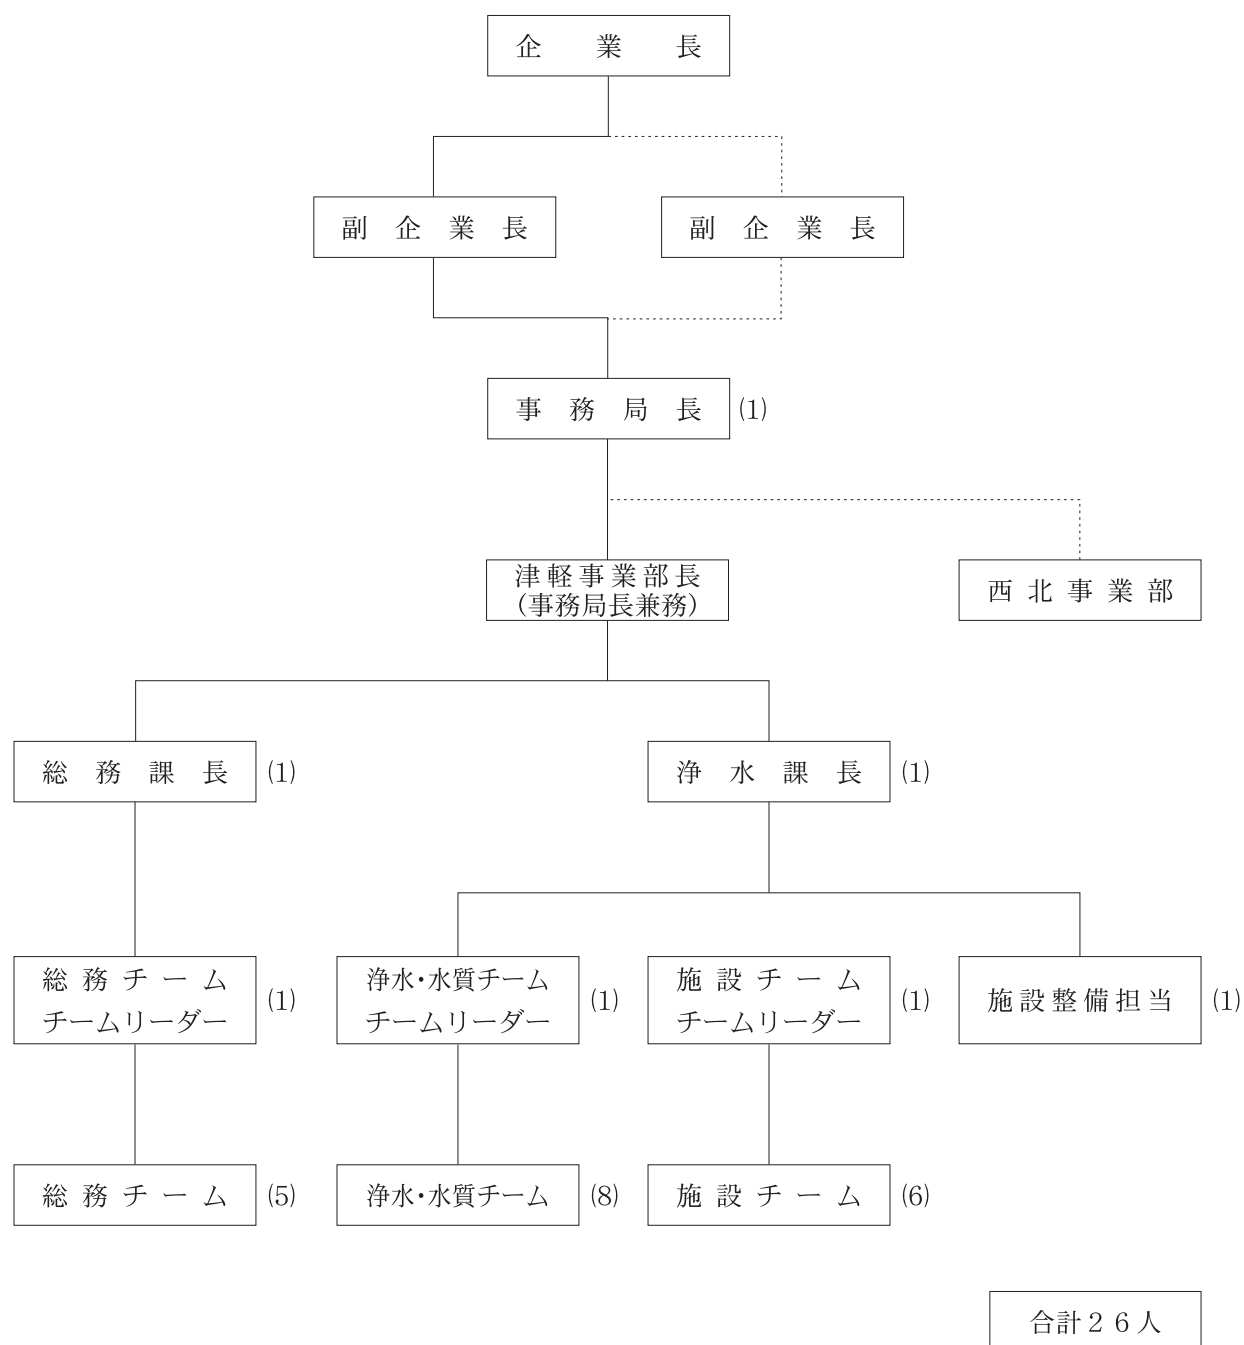 企業長
副企業長
副企業長
事務局長 (1)
津軽事業部長
(事務局長兼務)
西北事業部
総務課長 (1)
浄水課長 (1)
総務チーム
チームリーダー (1)
浄水・水質チーム
チームリーダー (1)
施設チーム
チームリーダー (1)
施設整備担当 (1)
総務チーム (5)
浄水・水質チーム (8)
施設チーム (6)
合計26人